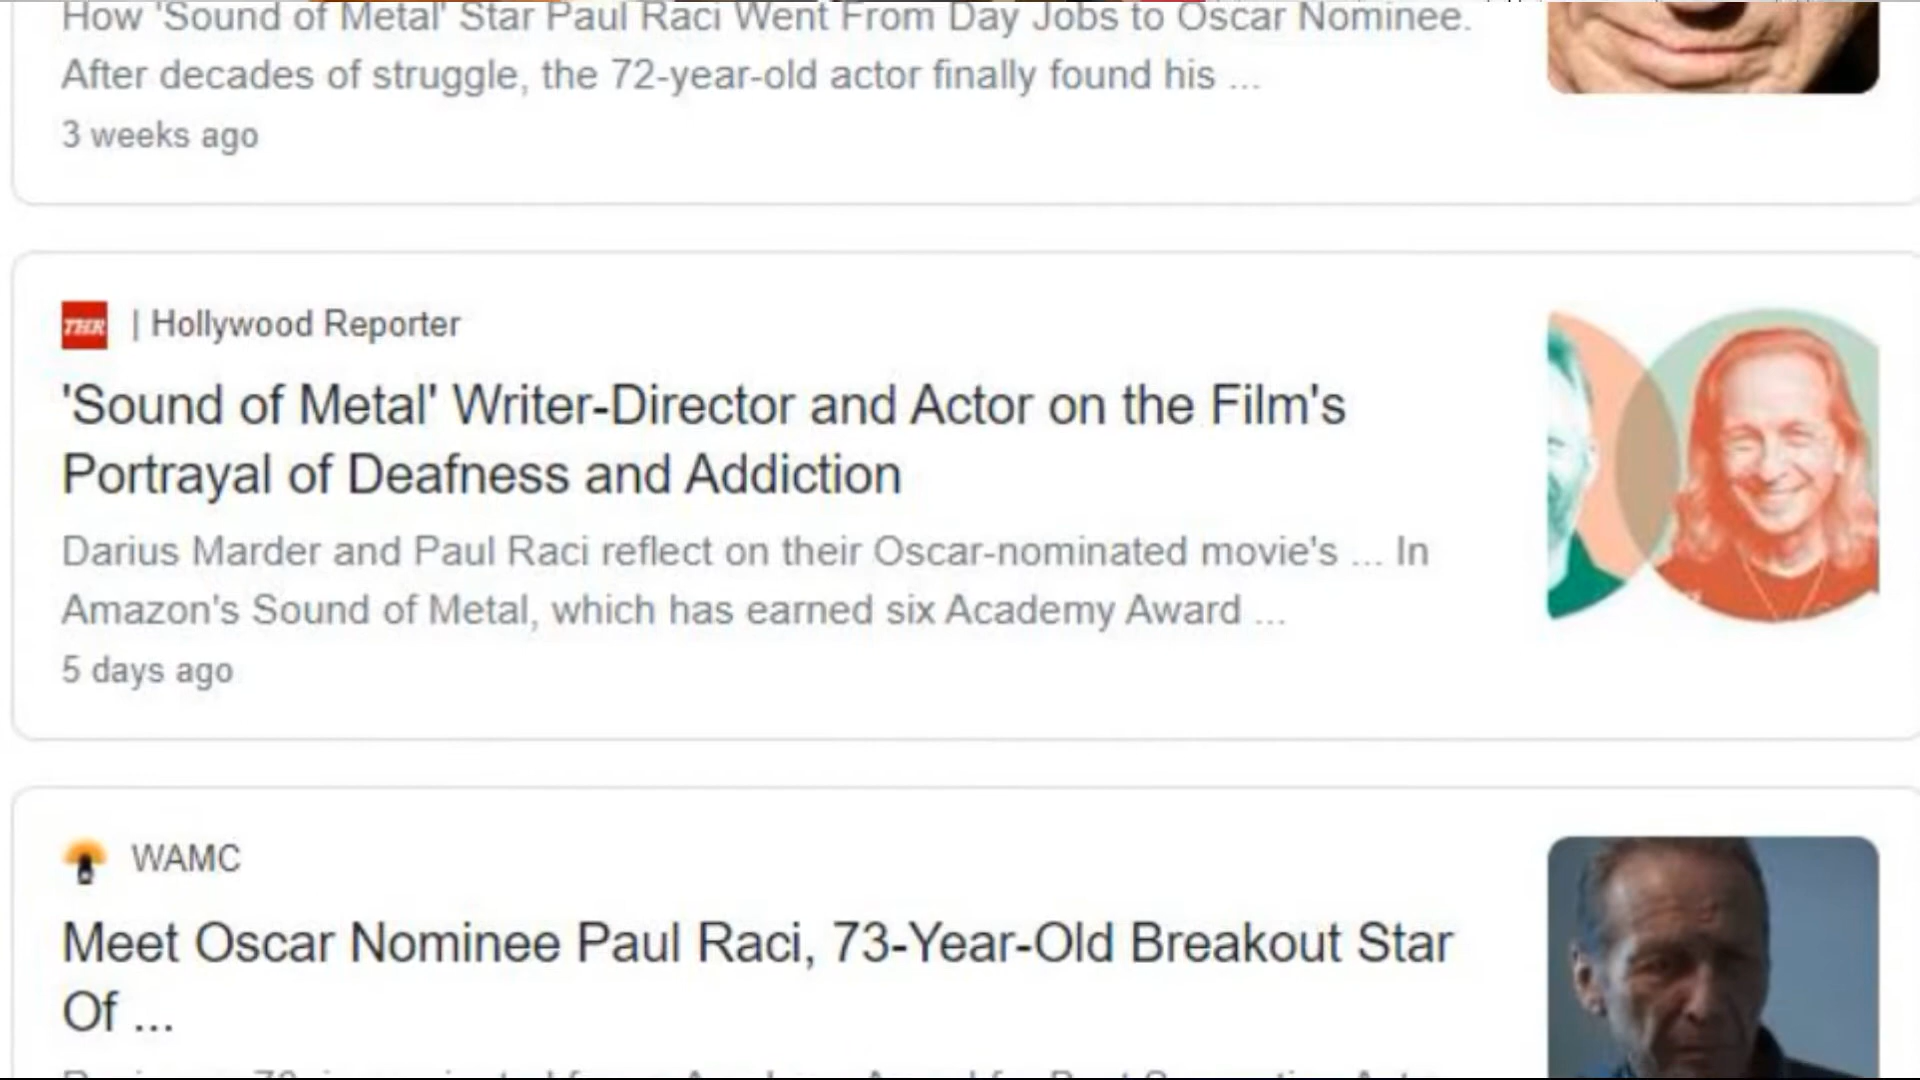 How 'Sound of Metal' Star Paul Raci Went From Day Jobs to Oscar Nominee.
After decades of struggle, the 72-year-old actor finally found his ...
3 weeks ago
THR | Hollywood Reporter
'Sound of Metal' Writer-Director and Actor on the Film's
Portrayal of Deafness and Addiction
Darius Marder and Paul Raci reflect on their Oscar-nominated movie's ... In
Amazon's Sound of Metal, which has earned six Academy Award ...
5 days ago
WAMC
Meet Oscar Nominee Paul Raci, 73-Year-Old Breakout Star
Of ...